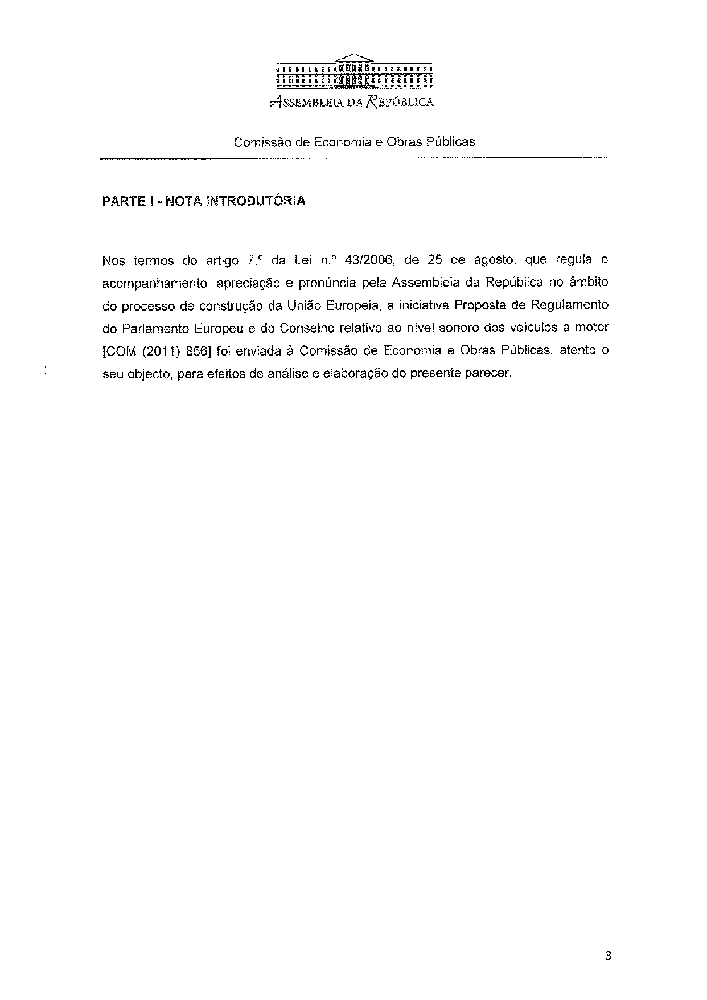 ASSEMBLEIA DA REPÚBLICA
Comissão de Economia e Obras Públicas
PARTE I - NOTA INTRODUTÓRIA
Nos termos do artigo 7.º da Lei n.º 43/2006, de 25 de agosto, que regula o
acompanhamento, apreciação e pronúncia pela Assembleia da República no âmbito
do processo de construção da União Europeia, a iniciativa Proposta de Regulamento
do Parlamento Europeu e do Conselho relativo ao nível sonoro dos veículos a motor
[COM (2011) 856] foi enviada à Comissão de Economia e Obras Públicas, atento o
seu objecto, para efeitos de análise e elaboração do presente parecer.
3